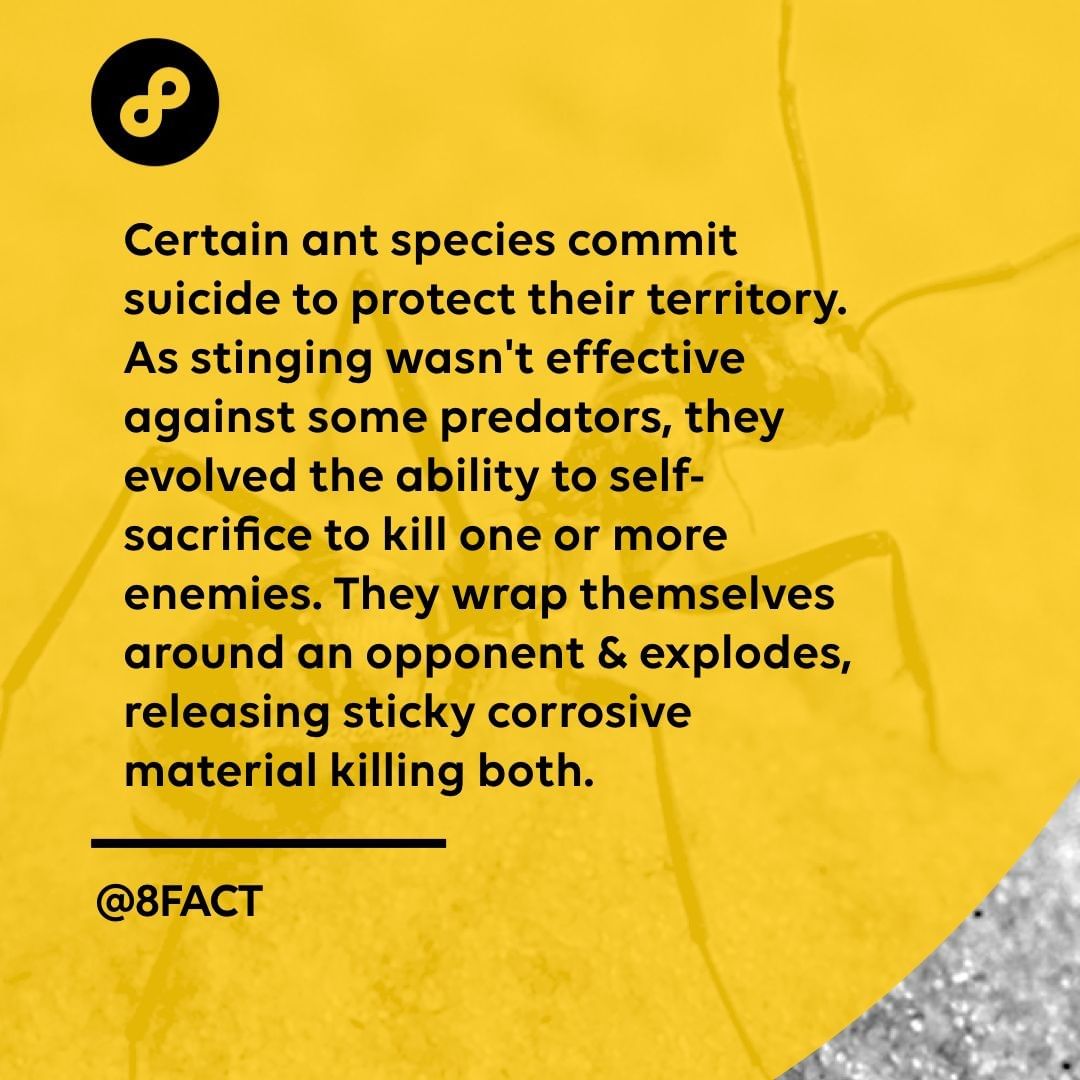 Certain ant species commit
suicide to protect their territory.
As stinging wasn't effective
against some predators, they
evolved the ability to self-
sacrifice to kill one or more
enemies. They wrap themselves
around an opponent & explodes,
releasing sticky corrosive
material killing both.
@8FACT